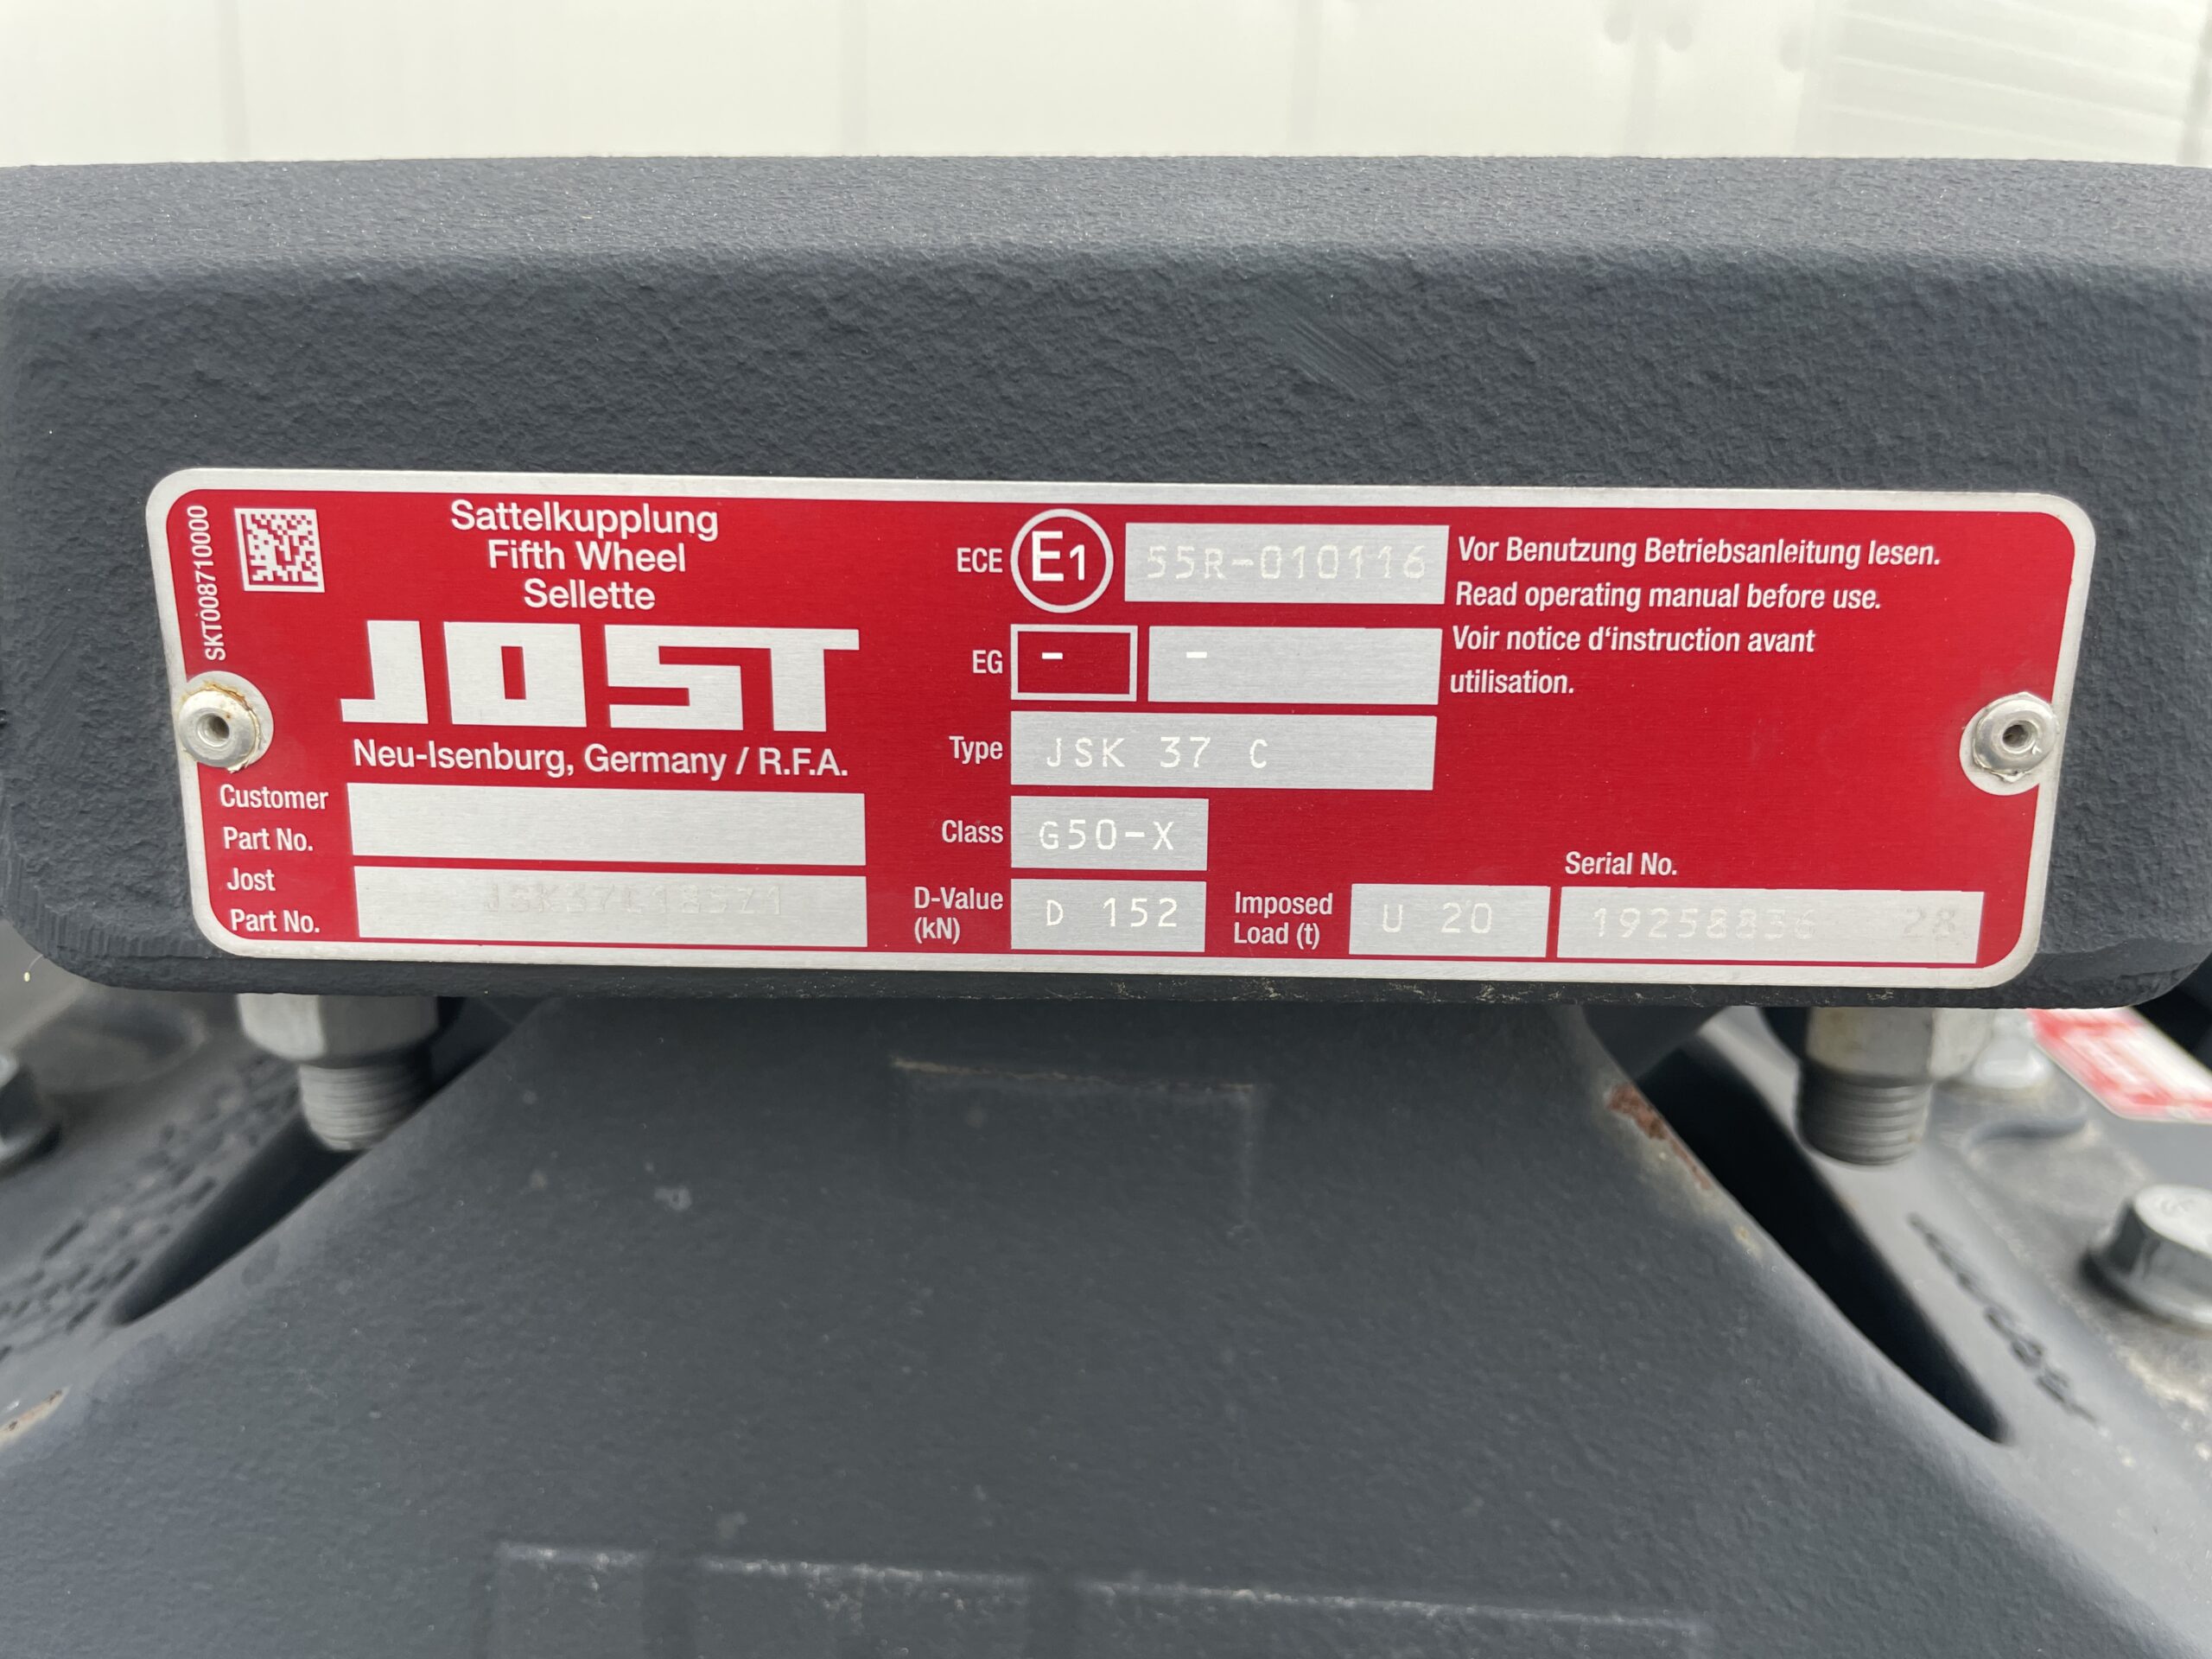 SKT008710000
Sattelkupplung
Fifth Wheel
Sellette
JOST
Neu-Isenburg, Germany / R.F.A.
Customer
Part No.
Jost
Part No.
ECE E1 55R-010116
EG - -
Type JSK 37 C
Class G50-X
D-Value
(kN) D 152
Imposed
Load (t) U 20
Serial No.
19258836 28
Vor Benutzung Betriebsanleitung lesen.
Read operating manual before use.
Voir notice d'instruction avant
utilisation.